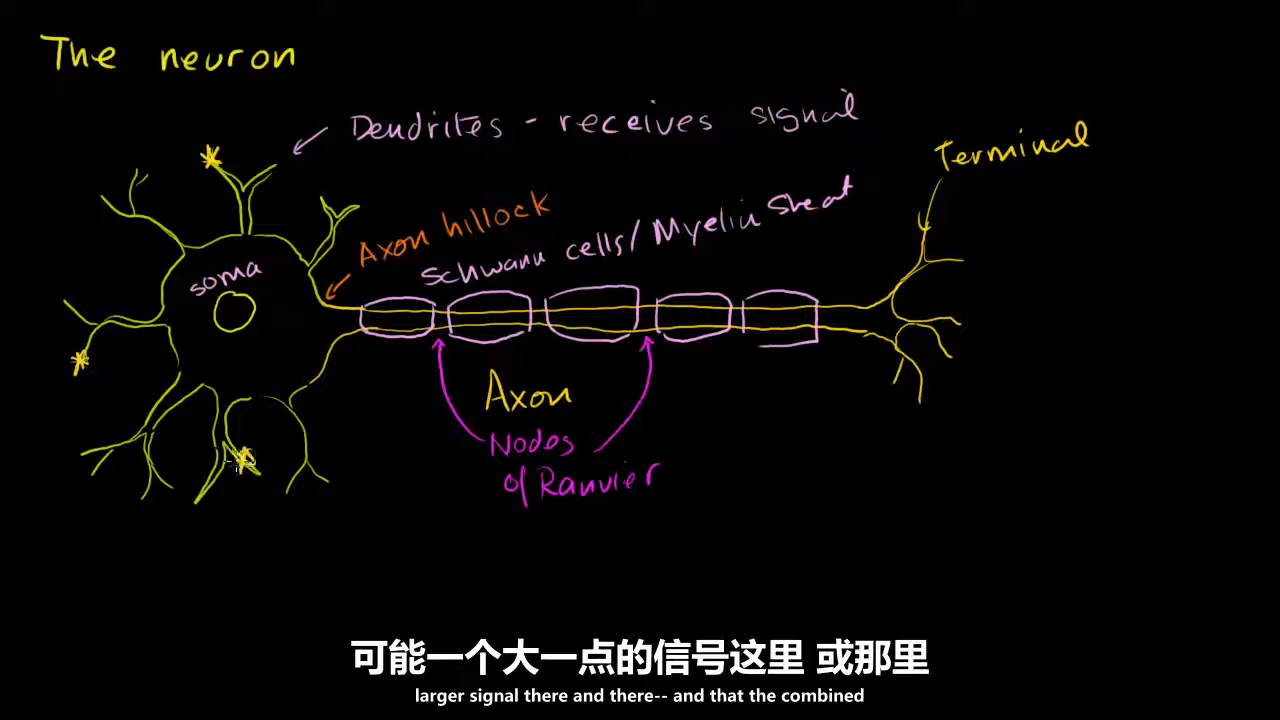 The neuron
Dendrites - receives signal
Terminal
Axon hillock
Schwann cells/Myelin Sheat
soma
Axon
Nodes
of Ranvier
可能一个大一点的信号这里 或那里
larger signal there and there-- and that the combined